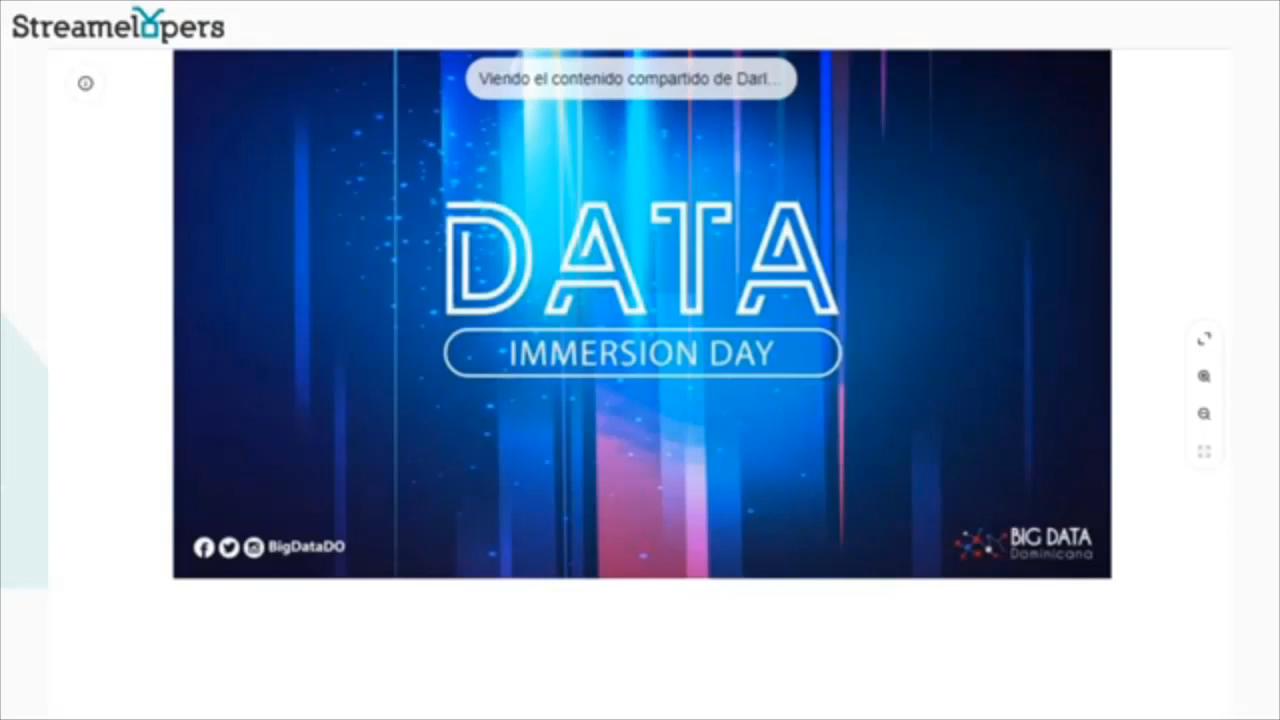 Streamelopers
Viendo el contenido compartido de Darl...
DATA
IMMERSION DAY
BigDataDO
BIG DATA
Dominicana